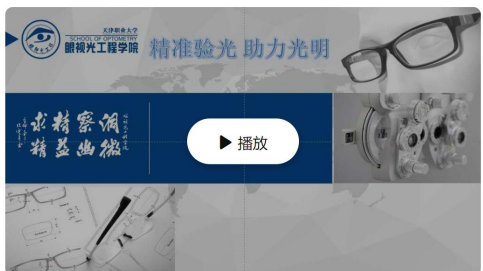 天津职业大学
SCHOOL OF OPTOMETRY
眼视光工程学院
精准验光 助力光明
洞微察幽
精益求精
播放